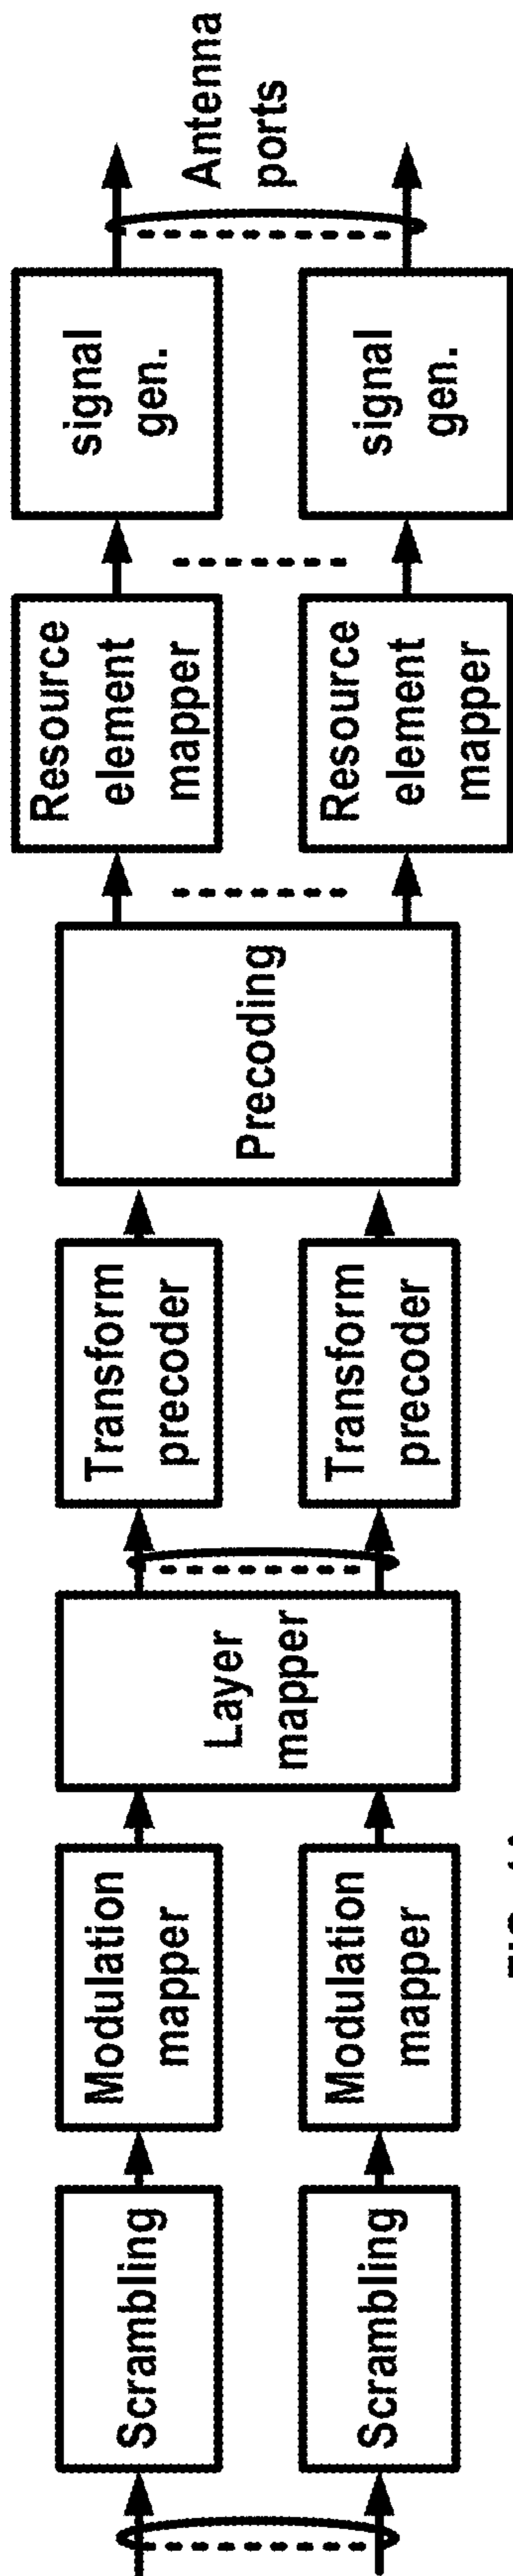 Scrambling
Scrambling
Modulation
mapper
Modulation
mapper
Layer
mapper
Transform
precoder
Transform
precoder
Precoding
Resource
element
mapper
Resource
element
mapper
signal
gen.
signal
gen.
Antenna
ports